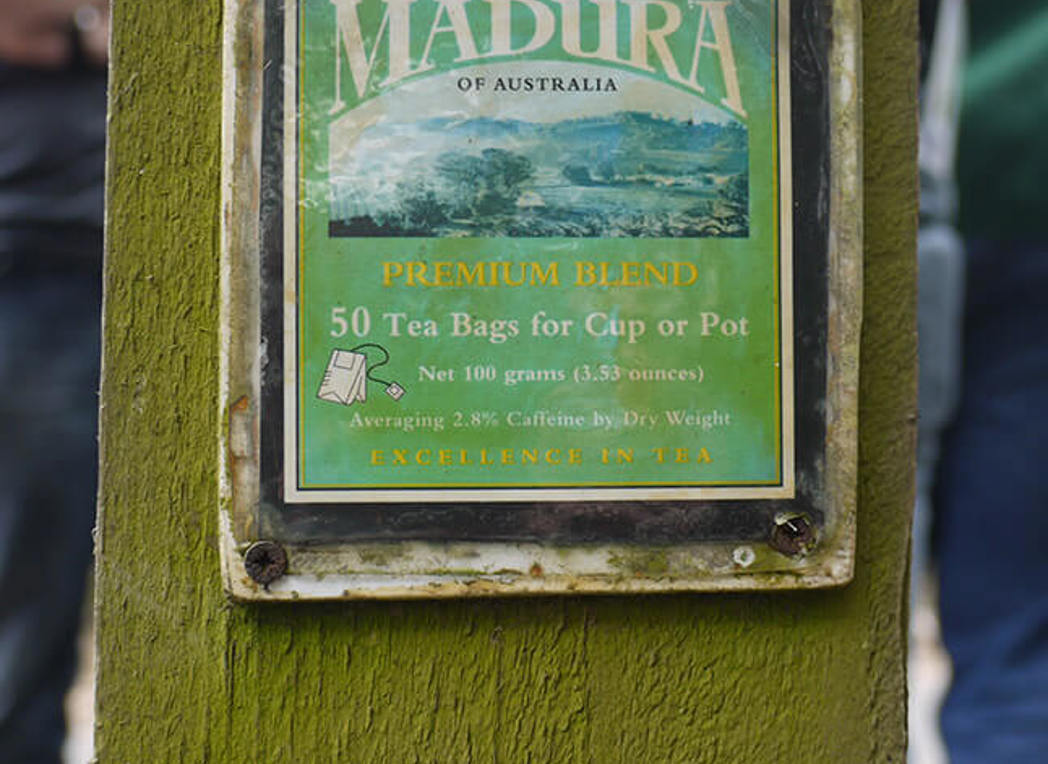 MADURA
OF AUSTRALIA
PREMIUM BLEND
50 Tea Bags for Cup or Pot
Net 100 grams (3.53 ounces)
Averaging 2.8% Caffeine by Dry Weight
EXCELLENCE IN TEA